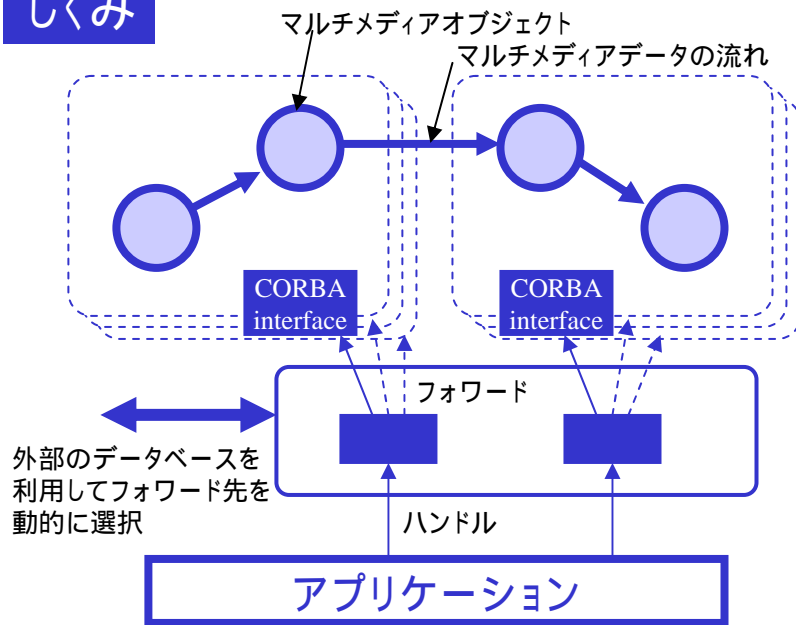 しくみ
マルチメディアオブジェクト
マルチメディアデータの流れ
CORBA
interface
CORBA
interface
フォワード
外部のデータベースを
利用してフォワード先を
動的に選択
ハンドル
アプリケーション